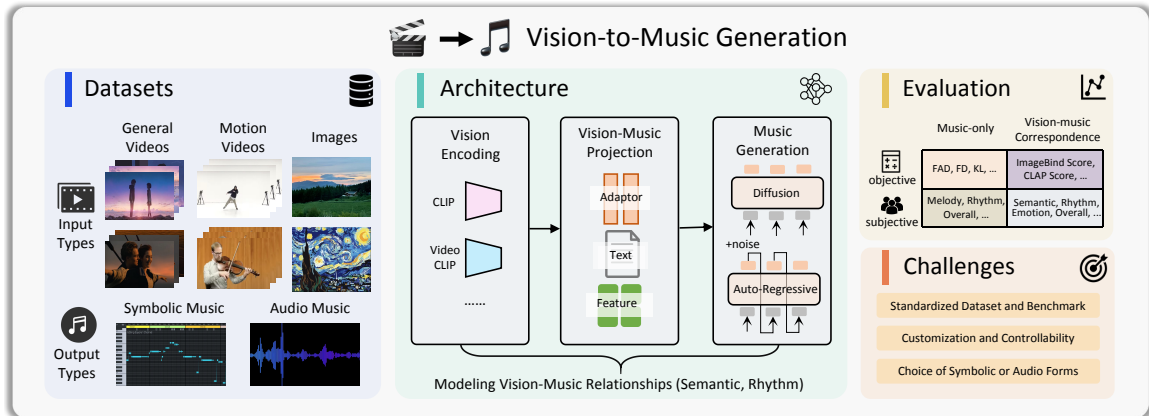 Vision-to-Music Generation
Datasets
General
Videos
Motion
Videos
Images
Input
Types
Symbolic Music
Audio Music
Output
Types
Architecture
Vision
Encoding
CLIP
Video
CLIP
......
Vision-Music
Projection
Adaptor
Text
Feature
Music
Generation
Diffusion
+noise
Auto-Regressive
Modeling Vision-Music Relationships (Semantic, Rhythm)
Evaluation
Music-only
Vision-music
Correspondence
objective
FAD, FD, KL, ...
ImageBind Score,
CLAP Score, ...
subjective
Melody, Rhythm,
Overall, ...
Semantic, Rhythm,
Emotion, Overall, ...
Challenges
Standardized Dataset and Benchmark
Customization and Controllability
Choice of Symbolic or Audio Forms